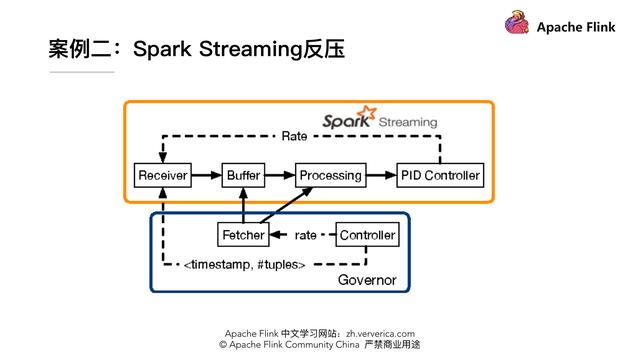 Apache Flink
案例二：Spark Streaming反压
Spark Streaming
Rate
Receiver
Buffer
Processing
PID Controller
Fetcher
rate
Controller
<timestamp, #tuples>
Governor
Apache Flink 中文学习网站：zh.ververica.com
© Apache Flink Community China 严禁商业用途